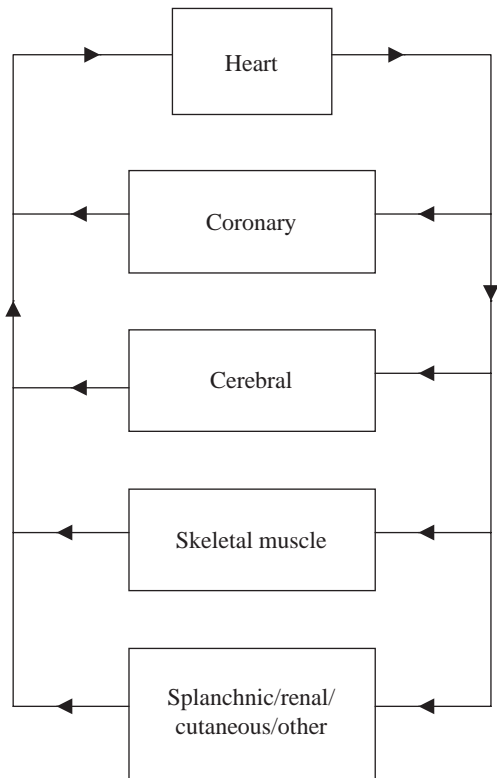 Heart
Coronary
Cerebral
Skeletal muscle
Splanchnic/renal/
cutaneous/other